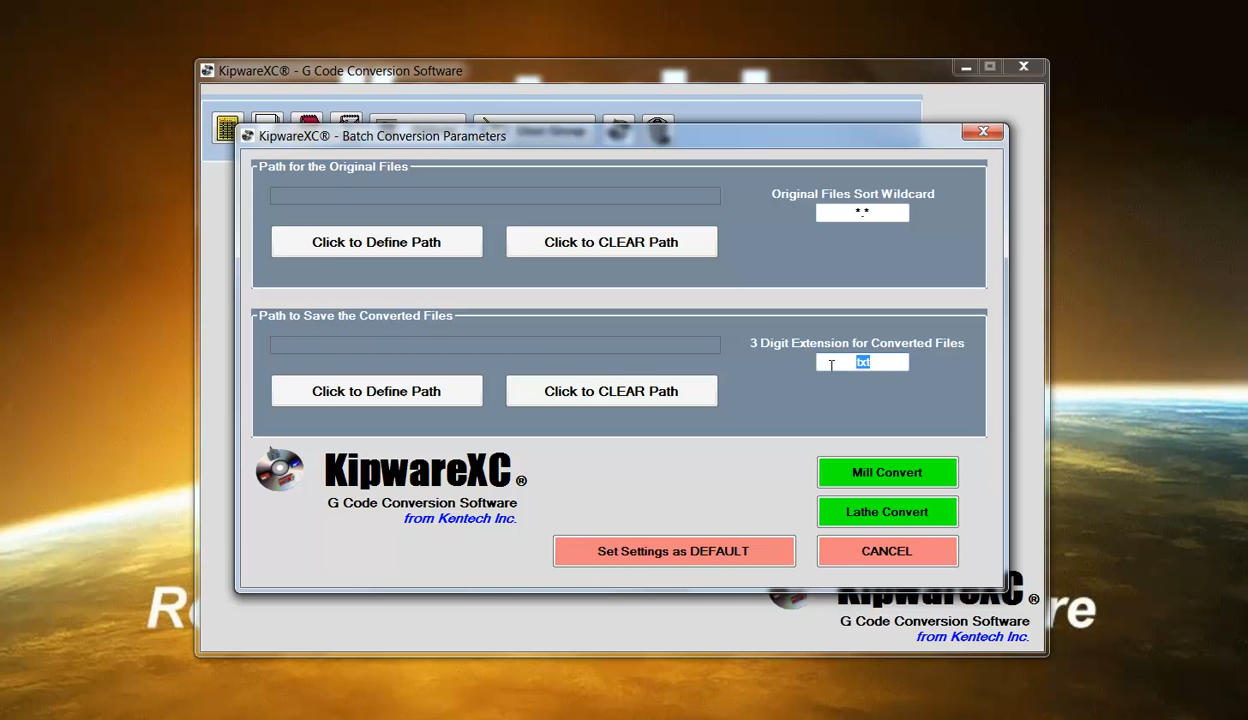 KipwareXC® - G Code Conversion Software
KipwareXC® - Batch Conversion Parameters
Path for the Original Files
Original Files Sort Wildcard
*.*
Click to Define Path
Click to CLEAR Path
Path to Save the Converted Files
3 Digit Extension for Converted Files
txt
Click to Define Path
Click to CLEAR Path
KipwareXC®
G Code Conversion Software
from Kentech Inc.
Mill Convert
Lathe Convert
Set Settings as DEFAULT
CANCEL
KipwareXC®
G Code Conversion Software
from Kentech Inc.